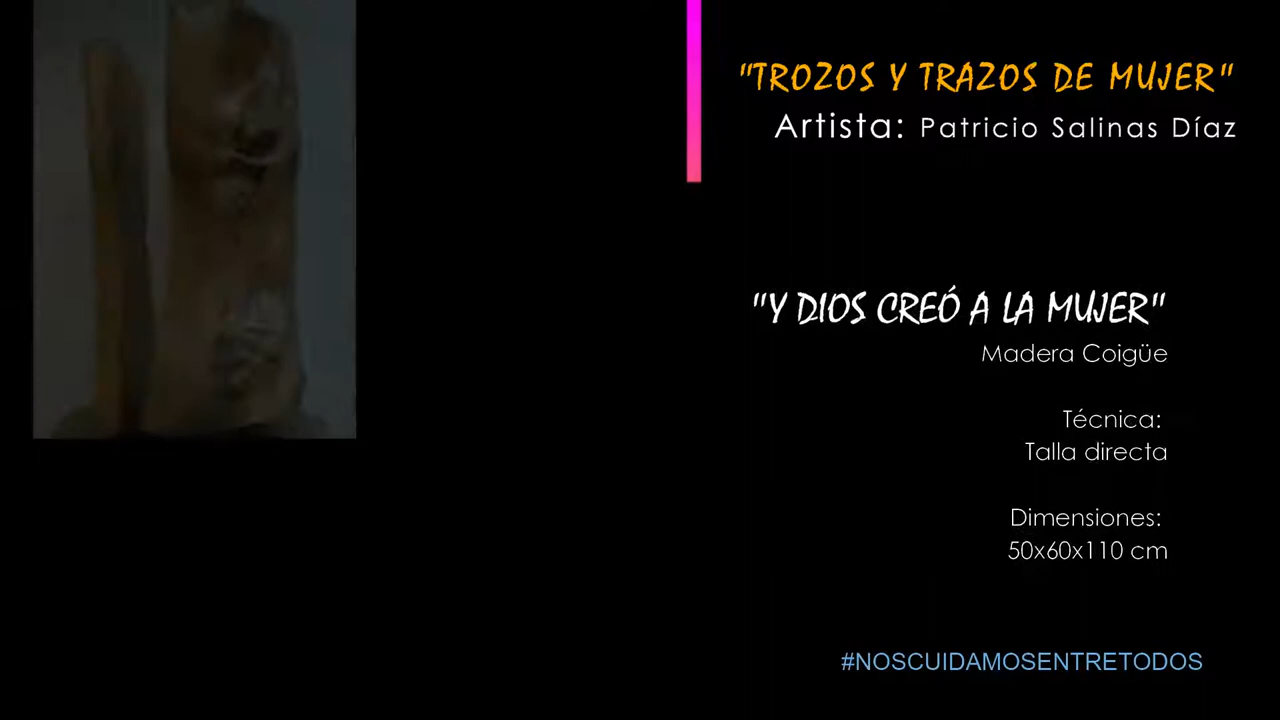 "TROZOS Y TRAZOS DE MUJER"
Artista: Patricio Salinas Díaz
"Y DIOS CREÓ A LA MUJER"
Madera Coigüe
Técnica:
Talla directa
Dimensiones:
50x60x110 cm
#NOSCUIDAMOSENTRETODOS